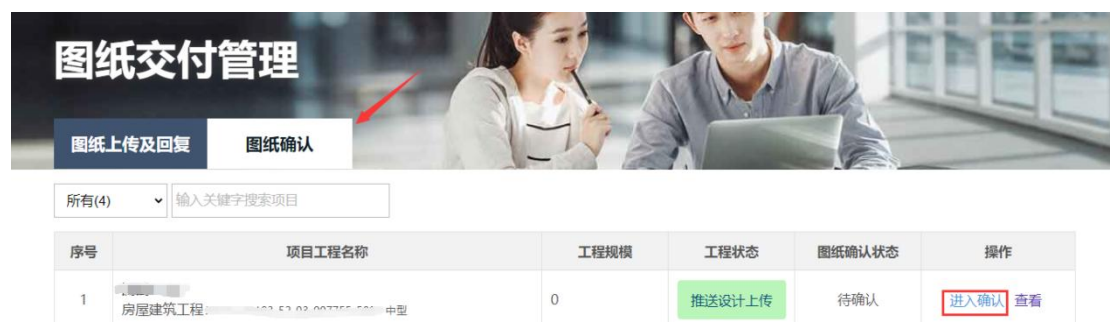 图纸交付管理
图纸上传及回复 图纸确认
所有(4) 输入关键字搜索项目
序号 项目工程名称 工程规模 工程状态 图纸确认状态 操作
1 房屋建筑工程 中型 0 推送设计上传 待确认 进入确认 查看